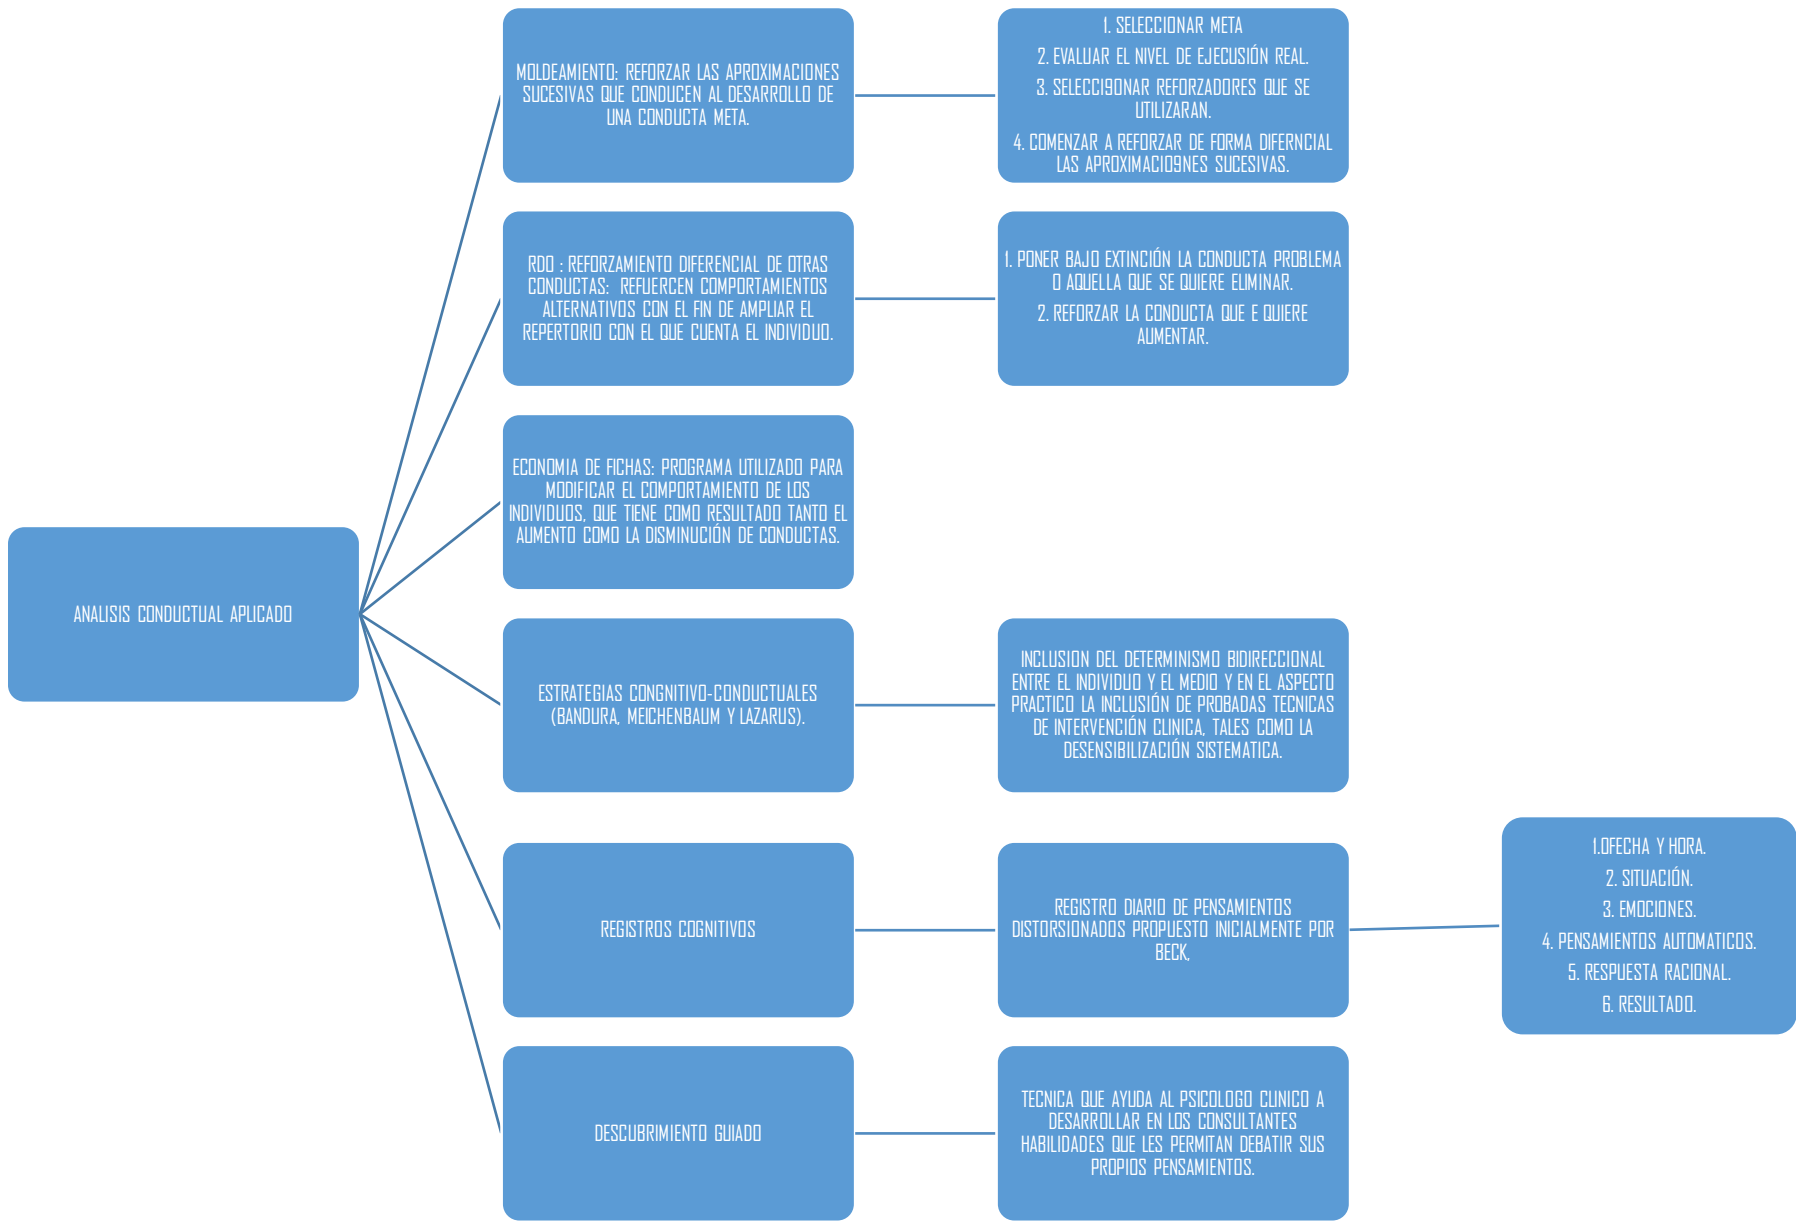 ANALISIS CONDUCTUAL APLICADO
MOLDEAMIENTO: REFORZAR LAS APROXIMACIONES
SUCESIVAS QUE CONDUCEN AL DESARROLLO DE
UNA CONDUCTA META.
1. SELECCIONAR META
2. EVALUAR EL NIVEL DE EJECUSIÓN REAL.
3. SELECCI9ONAR REFORZADORES QUE SE
UTILIZARAN.
4. COMENZAR A REFORZAR DE FORMA DIFERNCIAL
LAS APROXIMACIO9NES SUCESIVAS.
RDO : REFORZAMIENTO DIFERENCIAL DE OTRAS
CONDUCTAS: REFUERCEN COMPORTAMIENTOS
ALTERNATIVOS CON EL FIN DE AMPLIAR EL
REPERTORIO CON EL QUE CUENTA EL INDIVIDUO.
1. PONER BAJO EXTINCIÓN LA CONDUCTA PROBLEMA
O AQUELLA QUE SE QUIERE ELIMINAR.
2. REFORZAR LA CONDUCTA QUE E QUIERE
AUMENTAR.
ECONOMIA DE FICHAS: PROGRAMA UTILIZADO PARA
MODIFICAR EL COMPORTAMIENTO DE LOS
INDIVIDUOS, QUE TIENE COMO RESULTADO TANTO EL
AUMENTO COMO LA DISMINUCIÓN DE CONDUCTAS.
ESTRATEGIAS CONGNITIVO-CONDUCTUALES
(BANDURA, MEICHENBAUM Y LAZARUS).
INCLUSION DEL DETERMINISMO BIDIRECCIONAL
ENTRE EL INDIVIDUO Y EL MEDIO Y EN EL ASPECTO
PRACTICO LA INCLUSIÓN DE PROBADAS TECNICAS
DE INTERVENCIÓN CLINICA, TALES COMO LA
DESENSIBILIZACIÓN SISTEMATICA.
REGISTROS COGNITIVOS
REGISTRO DIARIO DE PENSAMIENTOS
DISTORSIONADOS PROPUESTO INICIALMENTE POR
BECK,
1.OFECHA Y HORA.
2. SITUACIÓN.
3. EMOCIONES.
4. PENSAMIENTOS AUTOMATICOS.
5. RESPUESTA RACIONAL.
6. RESULTADO.
DESCUBRIMIENTO GUIADO
TECNICA QUE AYUDA AL PSICOLOGO CLINICO A
DESARROLLAR EN LOS CONSULTANTES
HABILIDADES QUE LES PERMITAN DEBATIR SUS
PROPIOS PENSAMIENTOS.